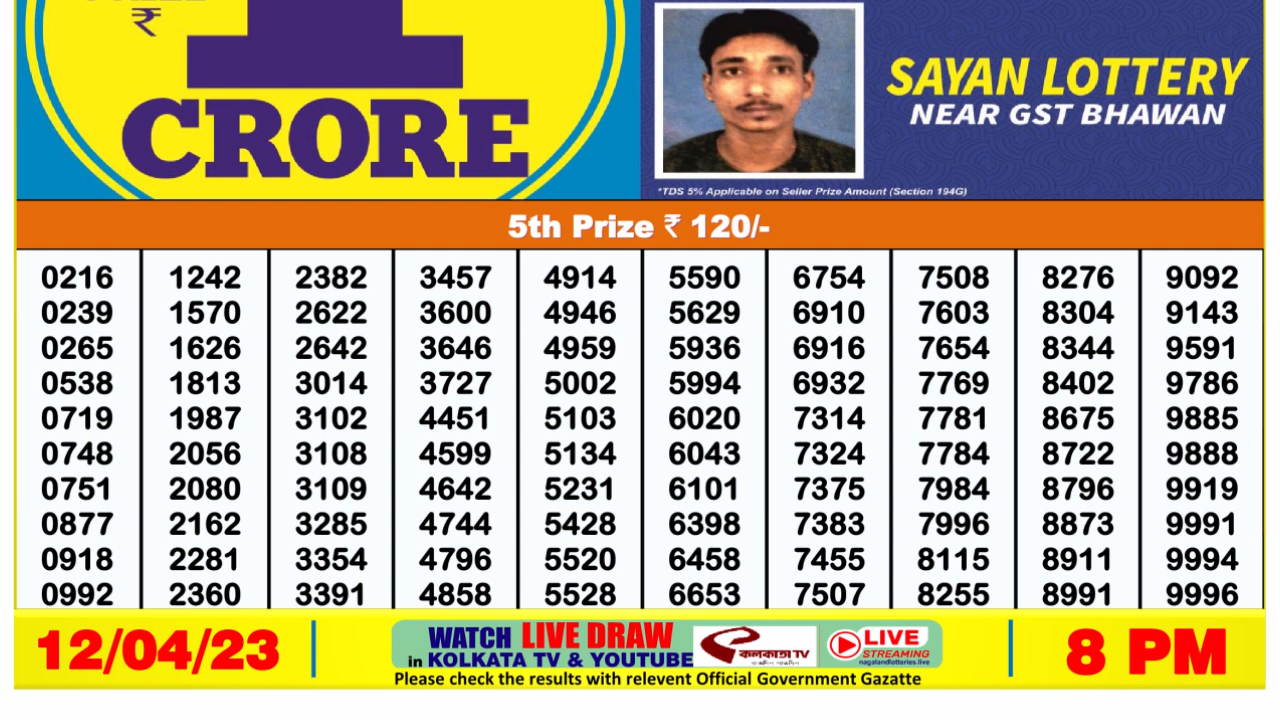 ₹
CRORE
SAYAN LOTTERY
NEAR GST BHAWAN
*TDS 5% Applicable on Seller Prize Amount (Section 194G)
5th Prize ₹ 120/-
0216 1242 2382 3457 4914 5590 6754 7508 8276 9092
0239 1570 2622 3600 4946 5629 6910 7603 8304 9143
0265 1626 2642 3646 4959 5936 6916 7654 8344 9591
0538 1813 3014 3727 5002 5994 6932 7769 8402 9786
0719 1987 3102 4451 5103 6020 7314 7781 8675 9885
0748 2056 3108 4599 5134 6043 7324 7784 8722 9888
0751 2080 3109 4642 5231 6101 7375 7984 8796 9919
0877 2162 3285 4744 5428 6398 7383 7996 8873 9991
0918 2281 3354 4796 5520 6458 7455 8115 8911 9994
0992 2360 3391 4858 5528 6653 7507 8255 8991 9996
12/04/23
WATCH LIVE DRAW
in KOLKATA TV & YOUTUBE
কলকাতা TV
LIVE
STREAMING
nagalandlotteries.live
8 PM
Please check the results with relevent Official Government Gazatte